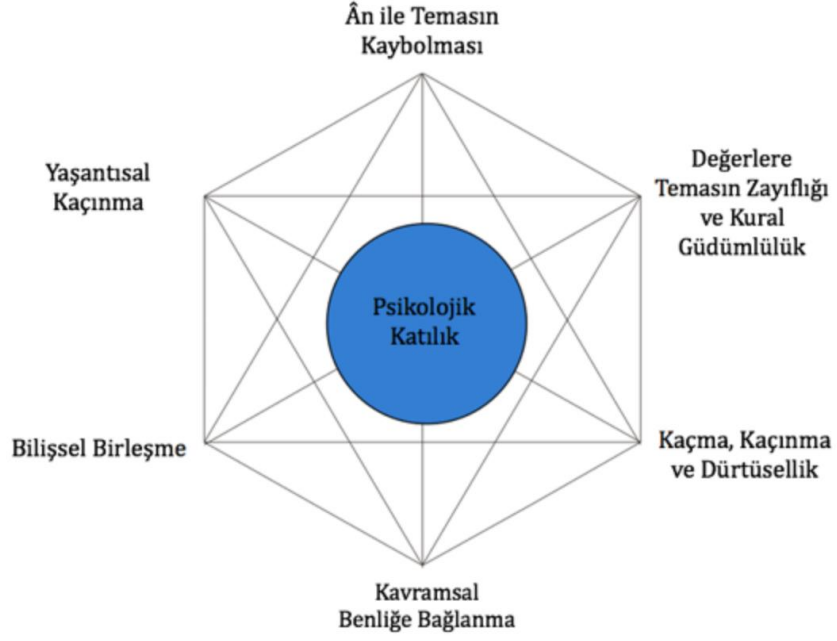 Ân ile Temasın
Kaybolması
Yaşantısal
Kaçınma
Değerlere
Temasın Zayıflığı
ve Kural
Güdümlülük
Psikolojik
Katılık
Bilişsel Birleşme
Kaçma, Kaçınma
ve Dürtüsellik
Kavramsal
Benliğe Bağlanma